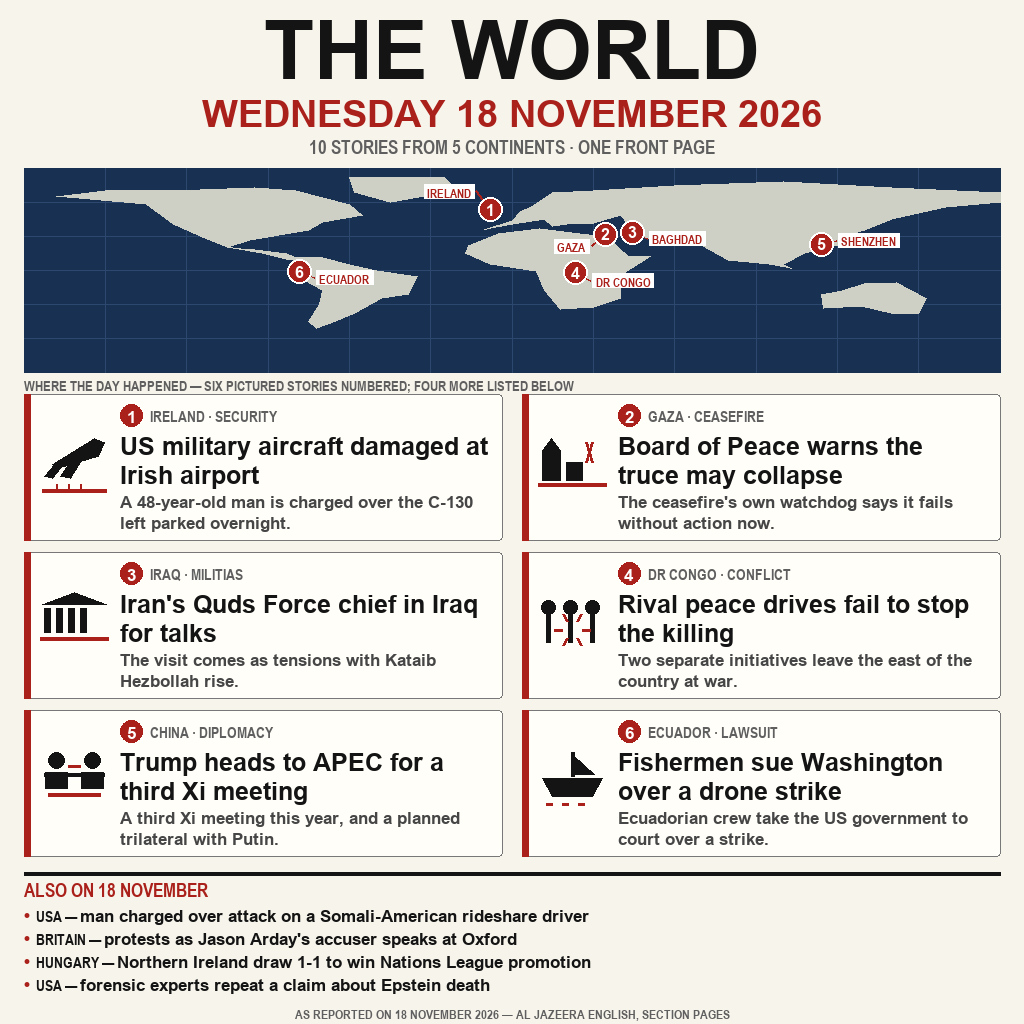 THE WORLD
WEDNESDAY 18 NOVEMBER 2026
10 STORIES FROM 5 CONTINENTS · ONE FRONT PAGE
IRELAND
1
2
3
GAZA
BAGHDAD
5
SHENZHEN
6
ECUADOR
4
DR CONGO
WHERE THE DAY HAPPENED — SIX PICTURED STORIES NUMBERED; FOUR MORE LISTED BELOW
1 IRELAND · SECURITY
US military aircraft damaged at
Irish airport
A 48-year-old man is charged over the C-130
left parked overnight.
2 GAZA · CEASEFIRE
Board of Peace warns the
truce may collapse
The ceasefire's own watchdog says it fails
without action now.
3 IRAQ · MILITIAS
Iran's Quds Force chief in Iraq
for talks
The visit comes as tensions with Kataib
Hezbollah rise.
4 DR CONGO · CONFLICT
Rival peace drives fail to stop
the killing
Two separate initiatives leave the east of the
country at war.
5 CHINA · DIPLOMACY
Trump heads to APEC for a
third Xi meeting
A third Xi meeting this year, and a planned
trilateral with Putin.
6 ECUADOR · LAWSUIT
Fishermen sue Washington
over a drone strike
Ecuadorian crew take the US government to
court over a strike.
ALSO ON 18 NOVEMBER
• USA — man charged over attack on a Somali-American rideshare driver
• BRITAIN — protests as Jason Arday's accuser speaks at Oxford
• HUNGARY — Northern Ireland draw 1-1 to win Nations League promotion
• USA — forensic experts repeat a claim about Epstein death
AS REPORTED ON 18 NOVEMBER 2026 — AL JAZEERA ENGLISH, SECTION PAGES